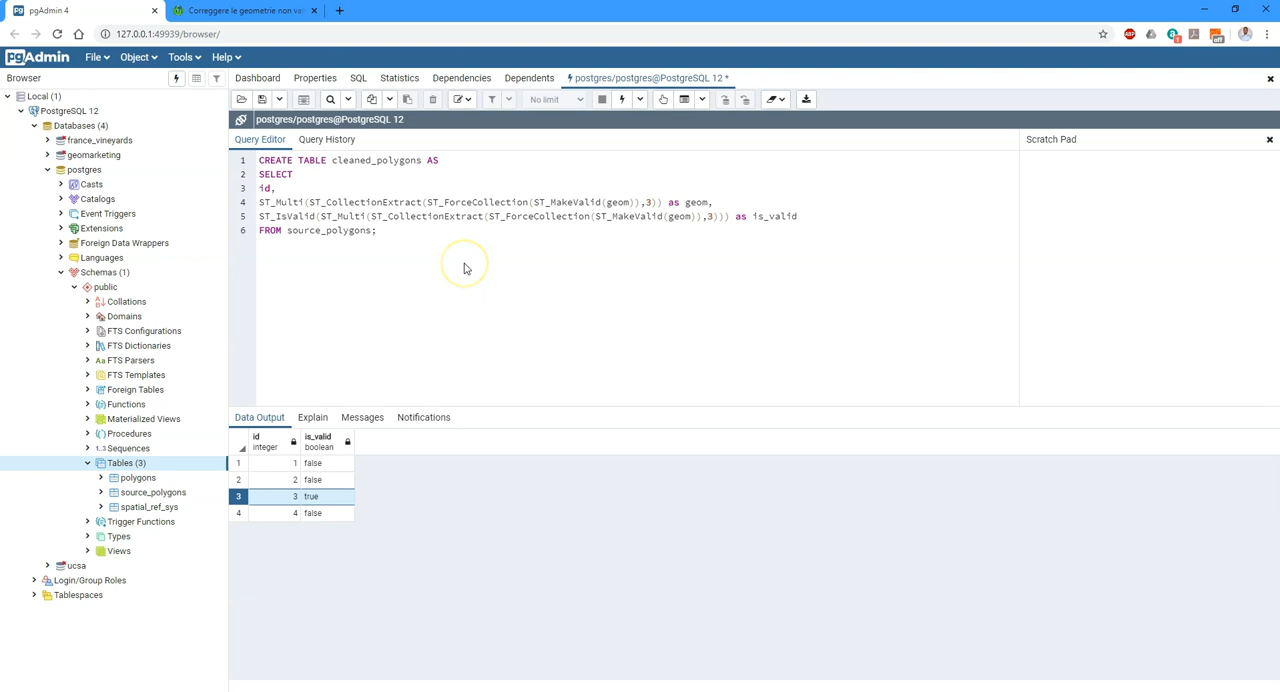 pgAdmin 4
Correggere le geometrie non va
127.0.0.1:49939/browser/
ABP
1
off
pgAdmin
File
Object
Tools
Help
Browser
Dashboard
Properties
SQL
Statistics
Dependencies
Dependents
postgres/postgres@PostgreSQL 12 *
No limit
postgres/postgres@PostgreSQL 12
Query Editor
Query History
Scratch Pad
1 CREATE TABLE cleaned_polygons AS
2 SELECT
3 id,
4 ST_Multi(ST_CollectionExtract(ST_ForceCollection(ST_MakeValid(geom)),3)) as geom,
5 ST_IsValid(ST_Multi(ST_CollectionExtract(ST_ForceCollection(ST_MakeValid(geom)),3))) as is_valid
6 FROM source_polygons;
Local (1)
PostgreSQL 12
Databases (4)
france_vineyards
geomarketing
postgres
Casts
Catalogs
Event Triggers
Extensions
Foreign Data Wrappers
Languages
Schemas (1)
public
Collations
Domains
FTS Configurations
FTS Dictionaries
Aa FTS Parsers
FTS Templates
Foreign Tables
Functions
Materialized Views
Procedures
1..3 Sequences
Tables (3)
polygons
source_polygons
spatial_ref_sys
Trigger Functions
Types
Views
ucsa
Login/Group Roles
Tablespaces
Data Output
Explain
Messages
Notifications
id
integer
is_valid
boolean
1 1 false
2 2 false
3 3 true
4 4 false